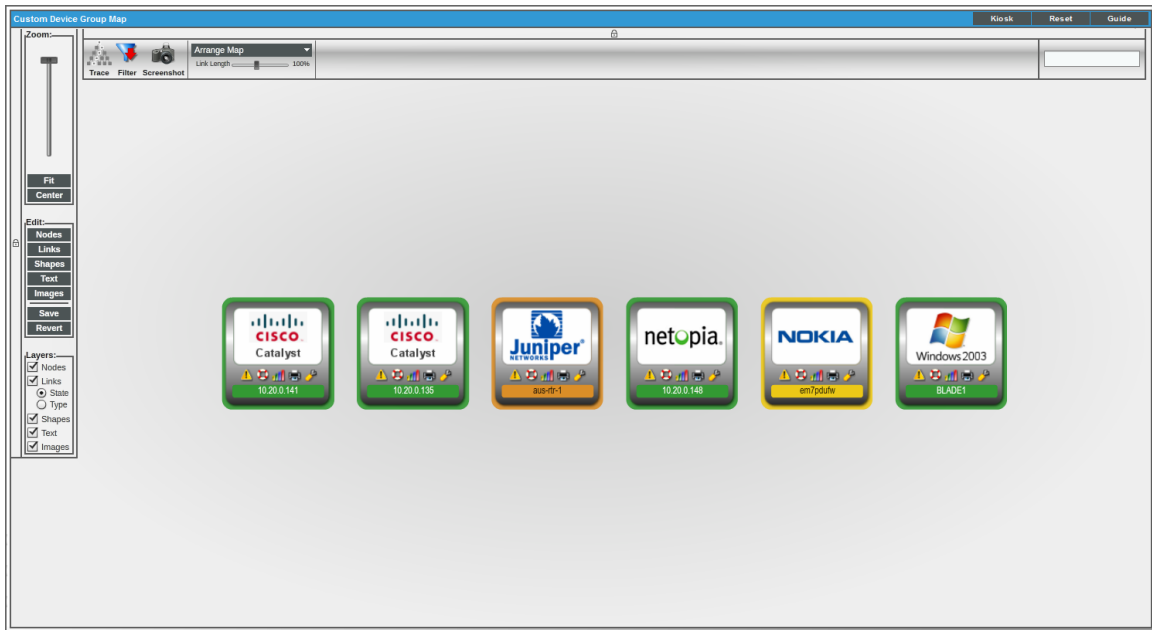 Custom Device Group Map
Kiosk
Reset
Guide
Zoom:
Trace
Filter
Screenshot
Arrange Map
Link Length
100%
Fit
Center
Edit:
Nodes
Links
Shapes
Text
Images
Save
Revert
Layers:
Nodes
Links
State
Type
Shapes
Text
Images
CISCO
Catalyst
10.20.0.141
CISCO
Catalyst
10.20.0.135
Juniper
NETWORKS
aus-rtr-1
netopia.
10.20.0.148
NOKIA
em7pdufw
Windows 2003
BLADE1